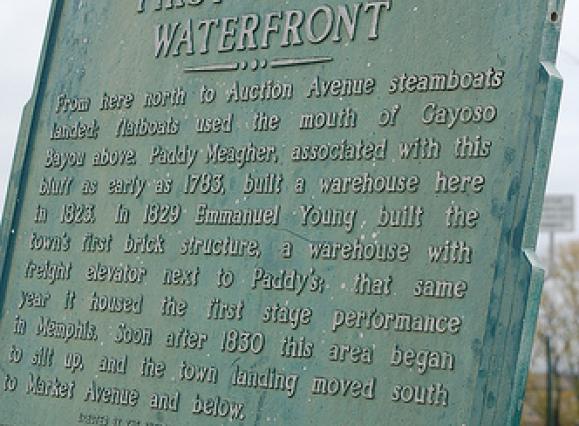 FIRST
WATERFRONT
From here north to Auction Avenue steamboats
landed; flatboats used the mouth of Gayoso
Bayou above. Paddy Meagher, associated with this
bluff as early as 1783, built a warehouse here
in 1823. In 1829 Emmanuel Young built the
town's first brick structure, a warehouse with
freight elevator next to Paddy's; that same
year it housed the first stage performance
in Memphis. Soon after 1830 this area began
to silt up, and the town landing moved south
to Market Avenue and below.